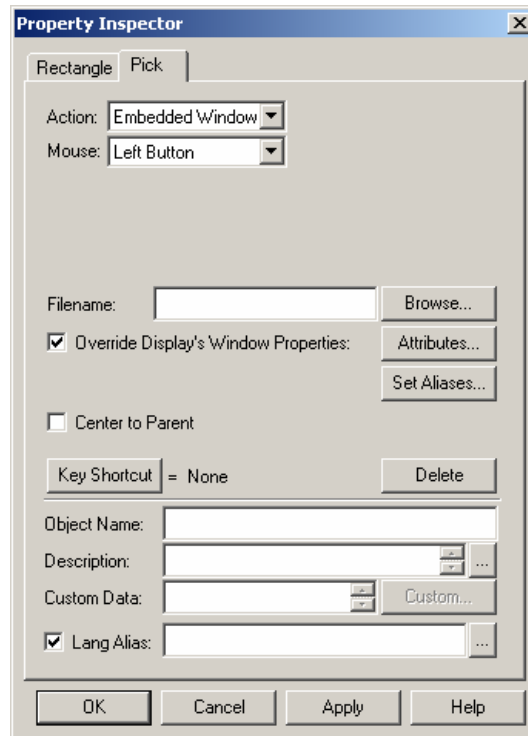 Property Inspector
Rectangle Pick
Action: Embedded Window
Mouse: Left Button
Filename: Browse...
Override Display's Window Properties: Attributes...
Set Aliases...
Center to Parent
Key Shortcut = None Delete
Object Name:
Description: ...
Custom Data: Custom...
Lang Alias: ...
OK Cancel Apply Help